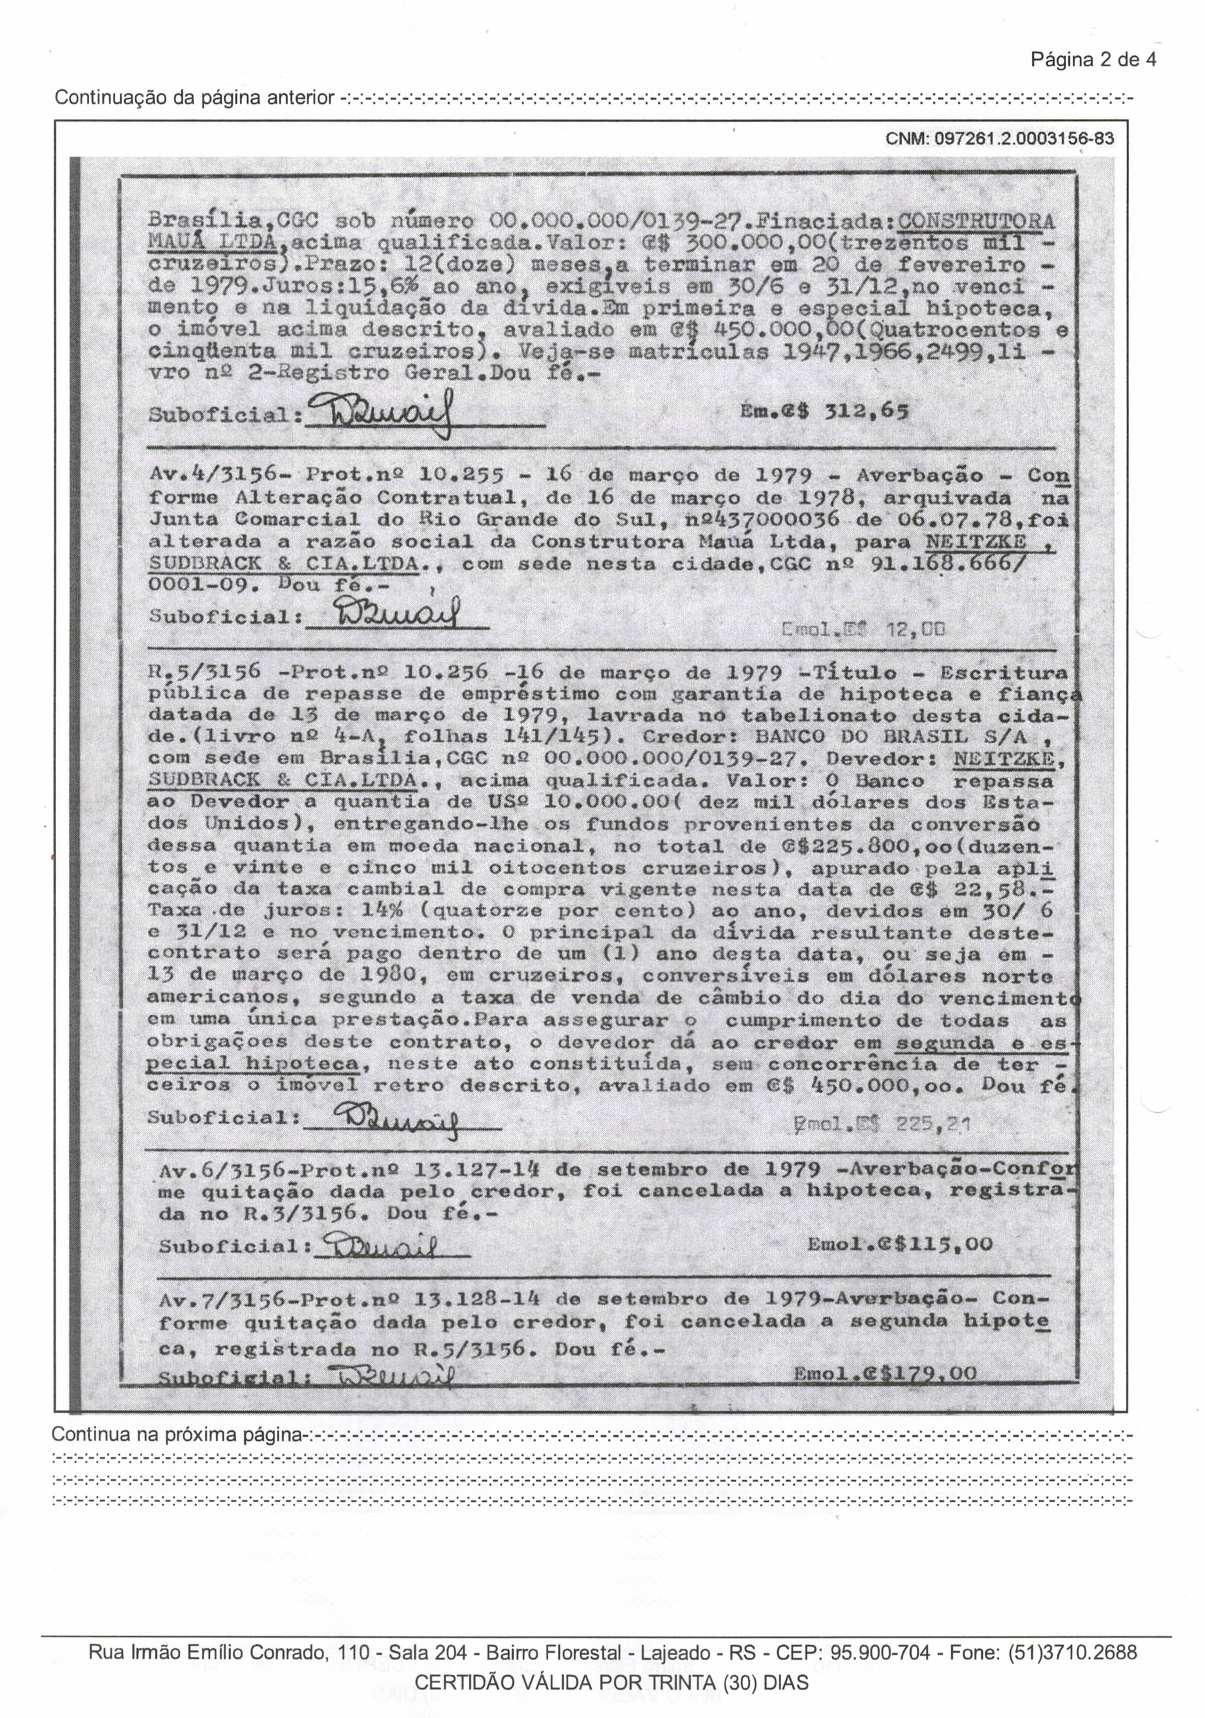 Página 2 de 4
Continuação da página anterior -:-:-:-:-:-:-:-:-:-:-:-:-:-:-:-:-:-:-:-:-:-:-:-:-:-:-:-:-:-:-:-:-:-:-:-:-:-:-:-:-:-:-:-:-:-:-:-
CNM: 097261.2.0003156-83
Brasília,CGC sob número 00.000.000/0139-27.Finaciada:CONSTRUTORA
MAUÁ LTDA,acima qualificada.Valor: ₢$ 300.000,00(trezentos mil -
cruzeiros).Prazo: 12(doze) meses,a terminar em 20 de fevereiro -
de 1979.Juros:15,6% ao ano, exigíveis em 30/6 e 31/12,no venci -
mento e na liquidação da dívida.Em primeira e especial hipoteca,
o imóvel acima descrito, avaliado em ₢$ 450.000,00(Quatrocentos e
cinqüenta mil cruzeiros). Veja-se matrículas 1947,1966,2499,li -
vro nº 2-Registro Geral.Dou fé.-
Suboficial: Em.₢$ 312,65
Av.4/3156- Prot.nº 10.255 - 16 de março de 1979 - Averbação - Con
forme Alteração Contratual, de 16 de março de 1978, arquivada na
Junta Comarcial do Rio Grande do Sul, nº437000036 de 06.07.78,foi
alterada a razão social da Construtora Mauá Ltda, para NEITZKE ,
SUDBRACK & CIA.LTDA., com sede nesta cidade,CGC nº 91.168.666/
0001-09. Dou fé.-
Suboficial: Emol.₢$ 12,00
R.5/3156 -Prot.nº 10.256 -16 de março de 1979 -Título - Escritura
pública de repasse de empréstimo com garantia de hipoteca e fiança
datada de 13 de março de 1979, lavrada no tabelionato desta cida-
de.(livro nº 4-A, folhas 141/145). Credor: BANCO DO BRASIL S/A ,
com sede em Brasília,CGC nº 00.000.000/0139-27. Devedor: NEITZKE,
SUDBRACK & CIA.LTDA., acima qualificada. Valor: O Banco repassa
ao Devedor a quantia de USº 10.000.00( dez mil dólares dos Esta-
dos Unidos), entregando-lhe os fundos provenientes da conversão
dessa quantia em moeda nacional, no total de ₢$225.800,oo(duzen-
tos e vinte e cinco mil oitocentos cruzeiros), apurado pela apli
cação da taxa cambial de compra vigente nesta data de ₢$ 22,58.-
Taxa de juros: 14% (quatorze por cento) ao ano, devidos em 30/ 6
e 31/12 e no vencimento. O principal da dívida resultante deste-
contrato será pago dentro de um (1) ano desta data, ou seja em -
13 de março de 1980, em cruzeiros, conversíveis em dólares norte
americanos, segundo a taxa de venda de câmbio do dia do vencimento
em uma única prestação.Para assegurar o cumprimento de todas as
obrigaçoes deste contrato, o devedor dá ao credor em segunda e es
pecial hipoteca, neste ato constituída, sem concorrência de ter -
ceiros o imóvel retro descrito, avaliado em ₢$ 450.000,oo. Dou fé.
Suboficial: Emol.₢$ 225,21
Av.6/3156-Prot.nº 13.127-14 de setembro de 1979 -Averbação-Confor
me quitação dada pelo credor, foi cancelada a hipoteca, registra-
da no R.3/3156. Dou fé.-
Suboficial: Emol.₢$115,00
Av.7/3156-Prot.nº 13.128-14 de setembro de 1979-Averbação- Con-
forme quitação dada pelo credor, foi cancelada a segunda hipote
ca, registrada no R.5/3156. Dou fé.-
Suboficial: Emol.₢$179,00
Continua na próxima página-:-:-:-:-:-:-:-:-:-:-:-:-:-:-:-:-:-:-:-:-:-:-:-:-:-:-:-:-:-:-:-:-:-:-:-:-:-:-:-:-:-:-:-:-:-:-:-:-:-
Rua Irmão Emílio Conrado, 110 - Sala 204 - Bairro Florestal - Lajeado - RS - CEP: 95.900-704 - Fone: (51)3710.2688
CERTIDÃO VÁLIDA POR TRINTA (30) DIAS